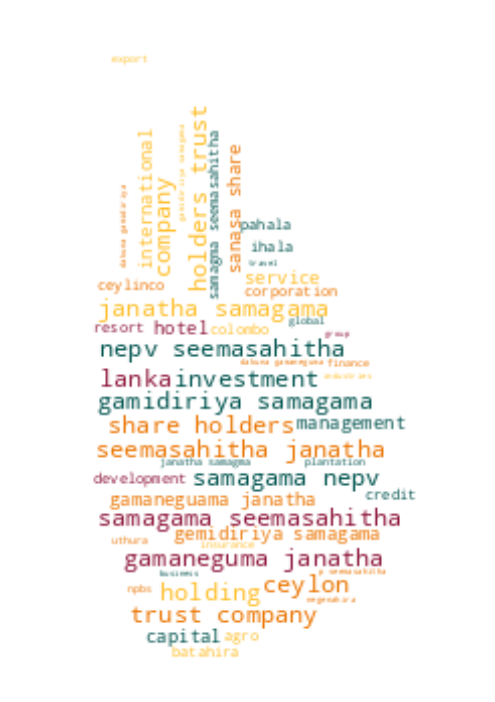 export
international
company
holders trust
samagma seemasahitha
sanasa share
pahala
ihala
travel
service
ceylinco
corporation
janatha samagama
global
resort hotel colombo
group
nepv seemasahitha
finance
lanka investment
gamidiriya samagama
share holders management
seemasahitha janatha
janatha samagma plantation
development samagama nepv
gamaneguama janatha credit
samagama seemasahitha
gemidiriya samagama
uthura insurance
gamaneguma janatha
business
npbs holding ceylon
trust company
capital agro
batahira